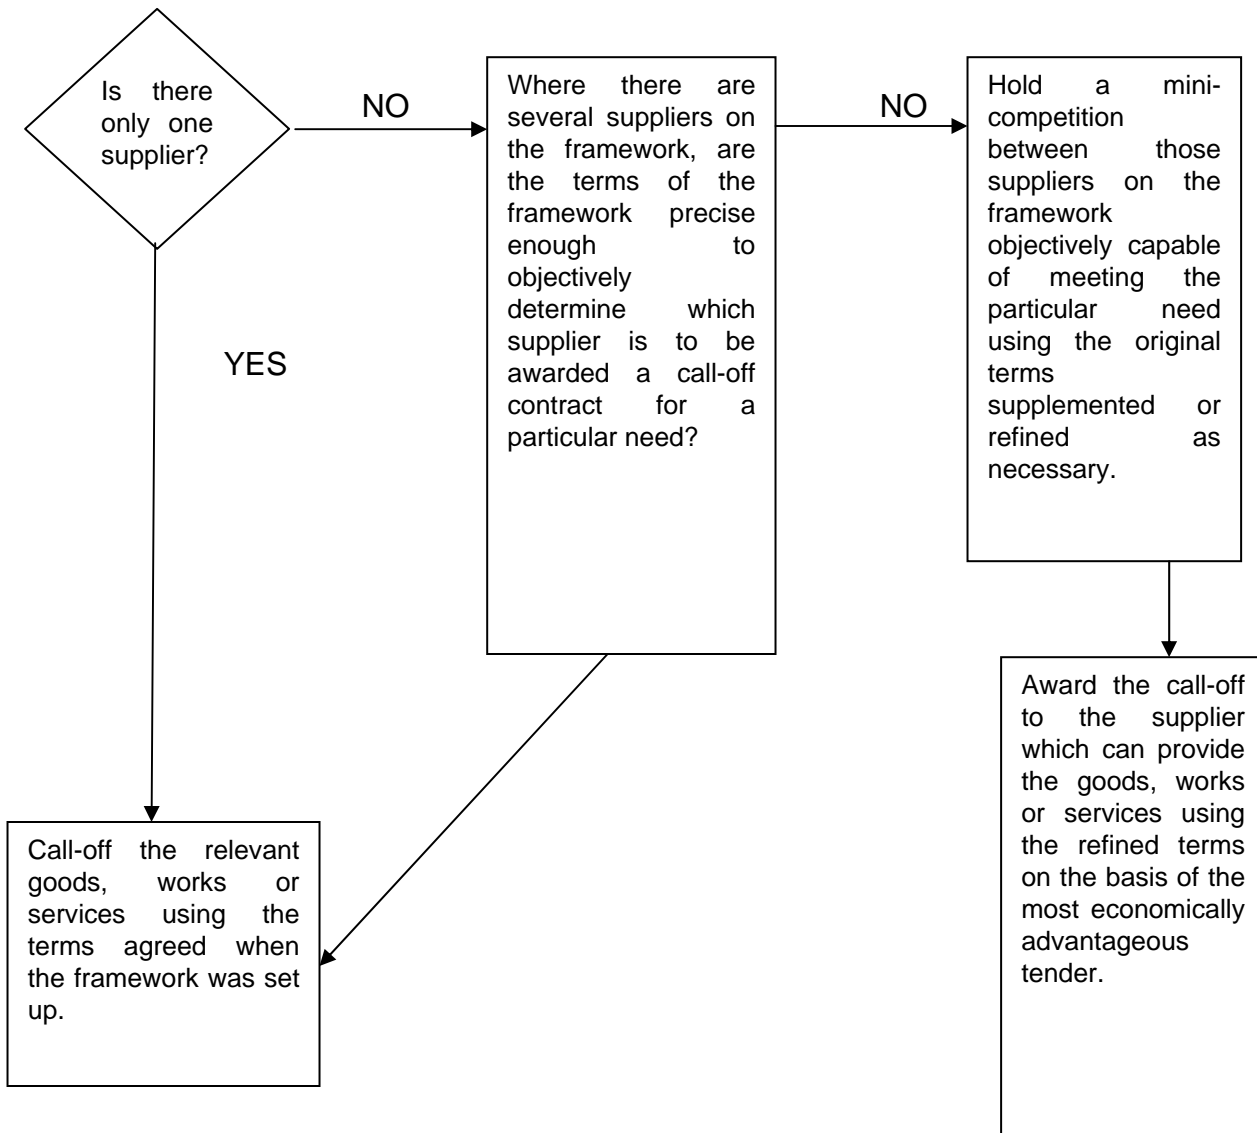 Is there
only one
supplier?
NO
Where there are
several suppliers on
the framework, are
the terms of the
framework precise
enough to
objectively
determine which
supplier is to be
awarded a call-off
contract for a
particular need?
NO
Hold a mini-
competition
between those
suppliers on the
framework
objectively capable
of meeting the
particular need
using the original
terms
supplemented or
refined as
necessary.
YES
Call-off the relevant
goods, works or
services using the
terms agreed when
the framework was set
up.
Award the call-off
to the supplier
which can provide
the goods, works
or services using
the refined terms
on the basis of the
most economically
advantageous
tender.